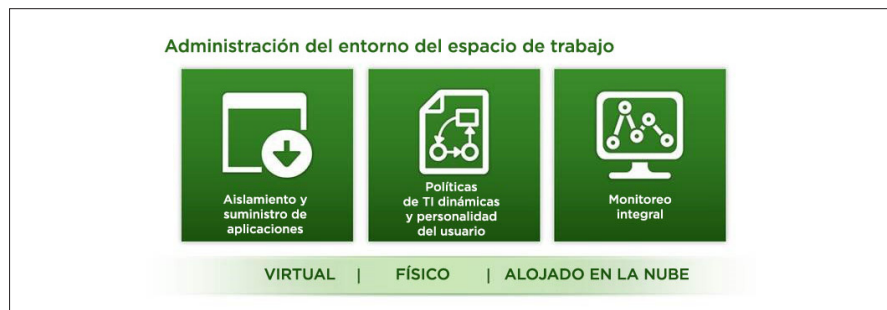 Administración del entorno del espacio de trabajo
Aislamiento y
suministro de
aplicaciones
Políticas
de TI dinámicas
y personalidad
del usuario
Monitoreo
integral
VIRTUAL | FÍSICO | ALOJADO EN LA NUBE